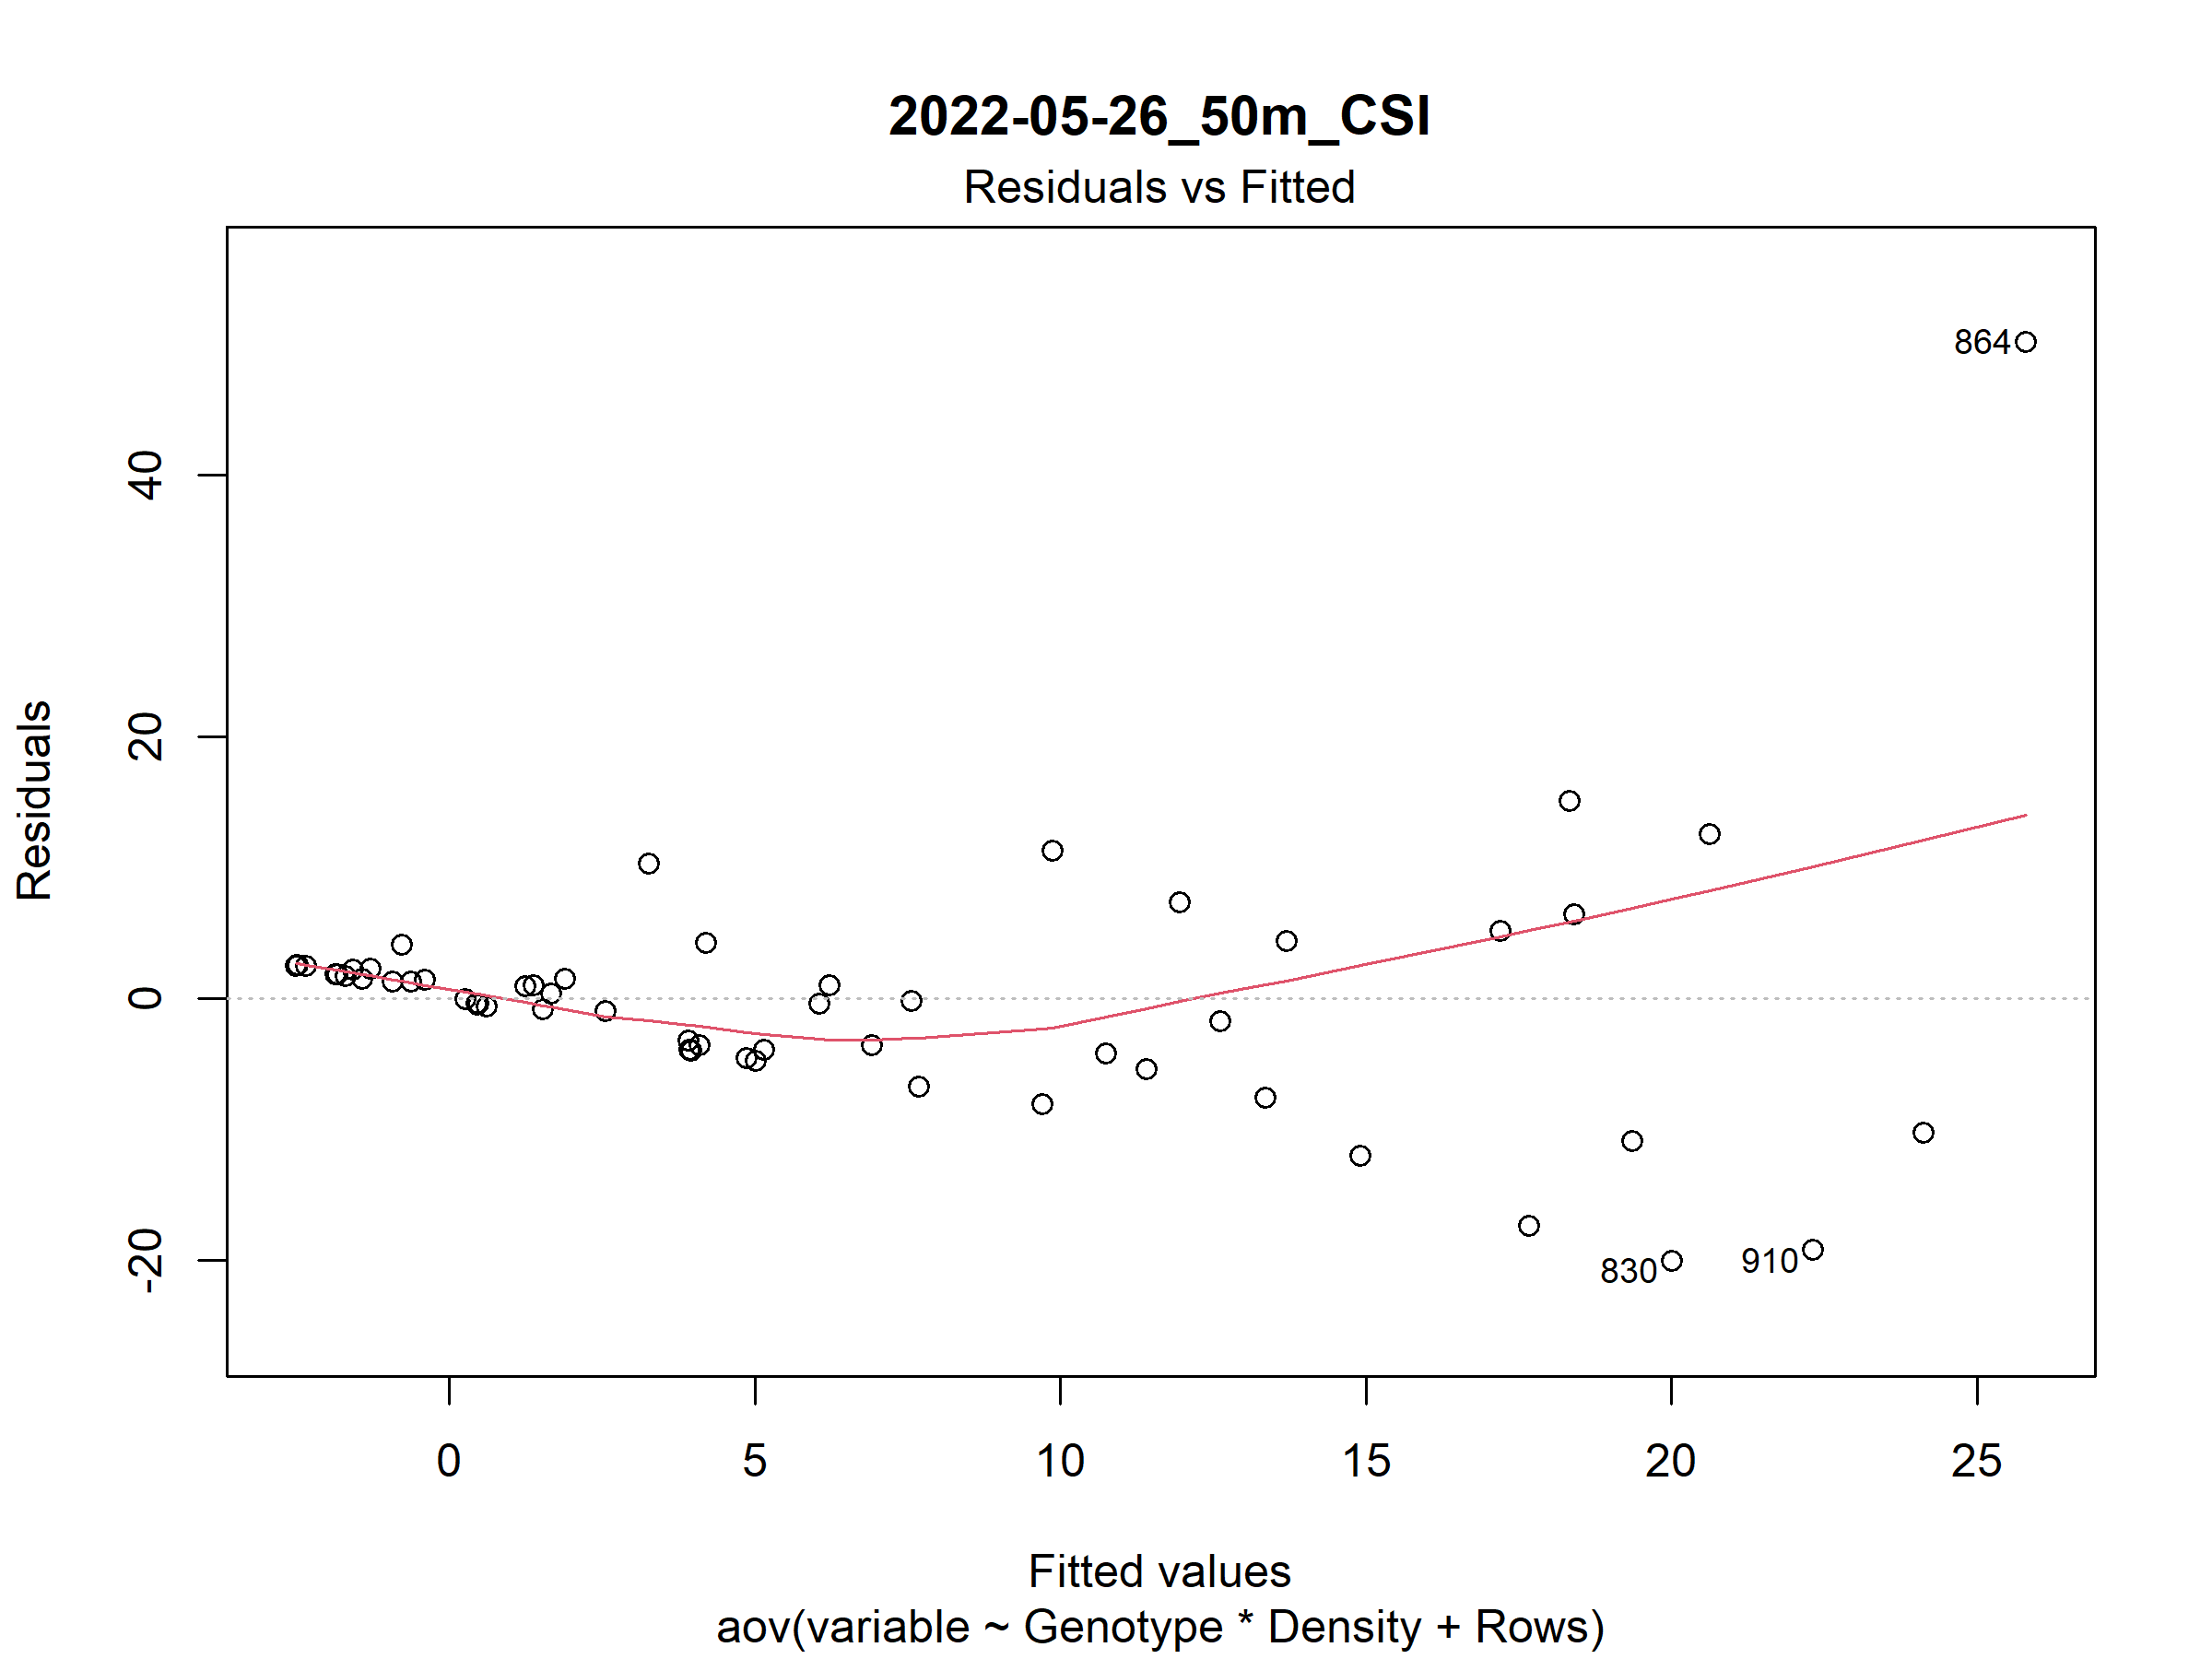 2022-05-26_50m_CSI
Residuals vs Fitted
864
40
20
0
-20
Residuals
830
910
0 5 10 15 20 25
Fitted values
aov(variable ~ Genotype * Density + Rows)